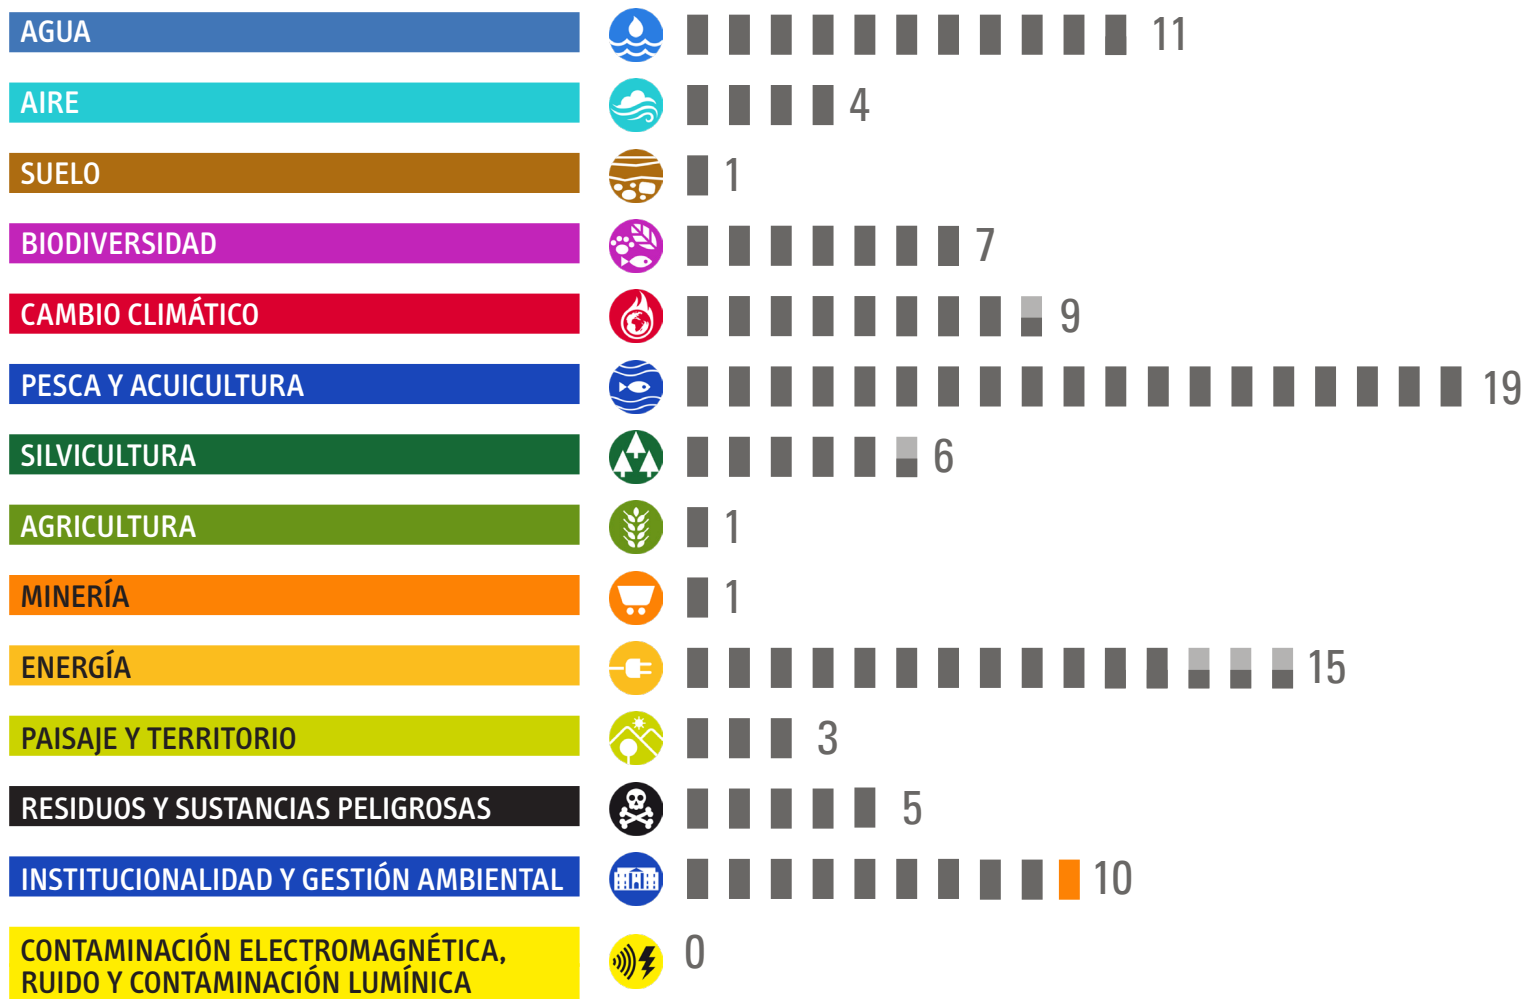 AGUA 11
AIRE 4
SUELO 1
BIODIVERSIDAD 7
CAMBIO CLIMÁTICO 9
PESCA Y ACUICULTURA 19
SILVICULTURA 6
AGRICULTURA 1
MINERÍA 1
ENERGÍA 15
PAISAJE Y TERRITORIO 3
RESIDUOS Y SUSTANCIAS PELIGROSAS 5
INSTITUCIONALIDAD Y GESTIÓN AMBIENTAL 10
CONTAMINACIÓN ELECTROMAGNÉTICA, 0
RUIDO Y CONTAMINACIÓN LUMÍNICA